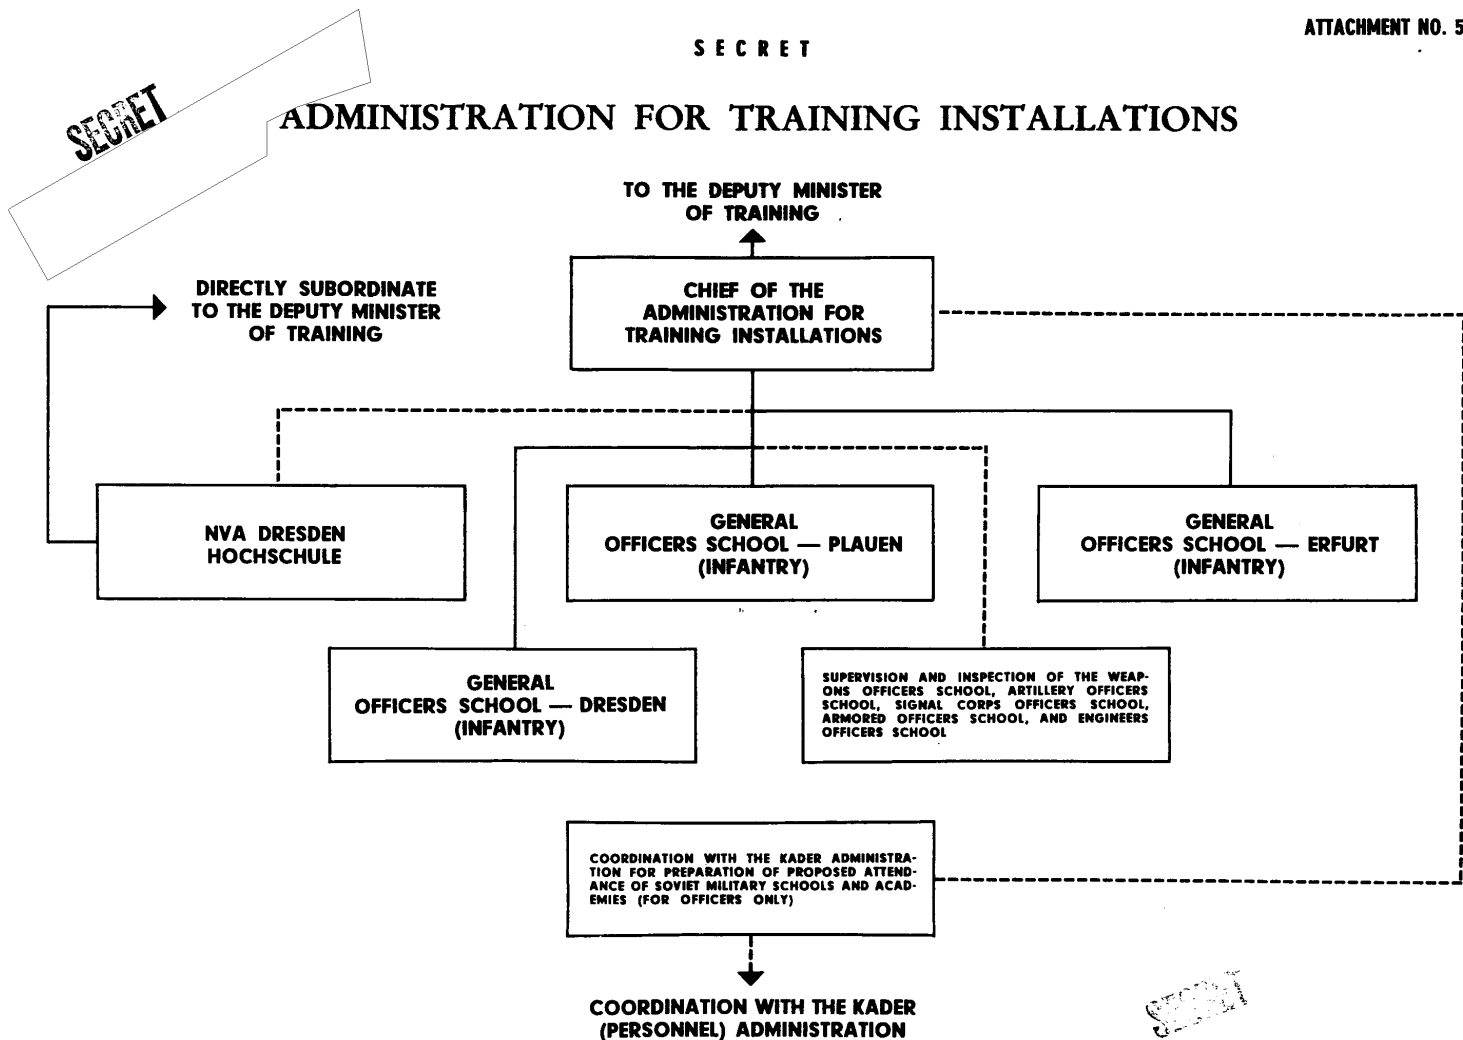 ATTACHMENT NO. 5
SECRET
SECRET
ADMINISTRATION FOR TRAINING INSTALLATIONS
TO THE DEPUTY MINISTER
OF TRAINING
DIRECTLY SUBORDINATE
TO THE DEPUTY MINISTER
OF TRAINING
CHIEF OF THE
ADMINISTRATION FOR
TRAINING INSTALLATIONS
NVA DRESDEN
HOCHSCHULE
GENERAL
OFFICERS SCHOOL — PLAUEN
(INFANTRY)
GENERAL
OFFICERS SCHOOL — ERFURT
(INFANTRY)
GENERAL
OFFICERS SCHOOL — DRESDEN
(INFANTRY)
SUPERVISION AND INSPECTION OF THE WEAP-
ONS OFFICERS SCHOOL, ARTILLERY OFFICERS
SCHOOL, SIGNAL CORPS OFFICERS SCHOOL,
ARMORED OFFICERS SCHOOL, AND ENGINEERS
OFFICERS SCHOOL
COORDINATION WITH THE KADER ADMINISTRA-
TION FOR PREPARATION OF PROPOSED ATTEND-
ANCE OF SOVIET MILITARY SCHOOLS AND ACAD-
EMIES (FOR OFFICERS ONLY)
COORDINATION WITH THE KADER
(PERSONNEL) ADMINISTRATION
SECRET